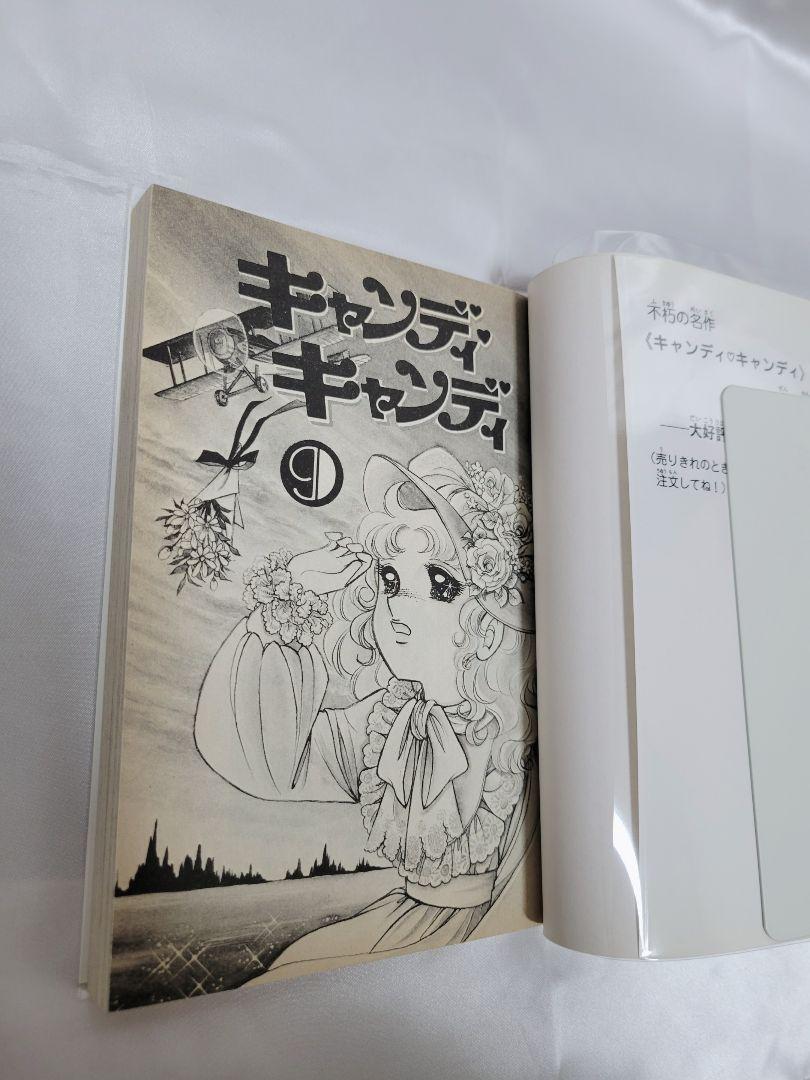 キャンディ
キャンディ
⑨
不朽の名作
《キャンディ♡キャンディ》
――大好評
(売りきれのとき
注文してね!)